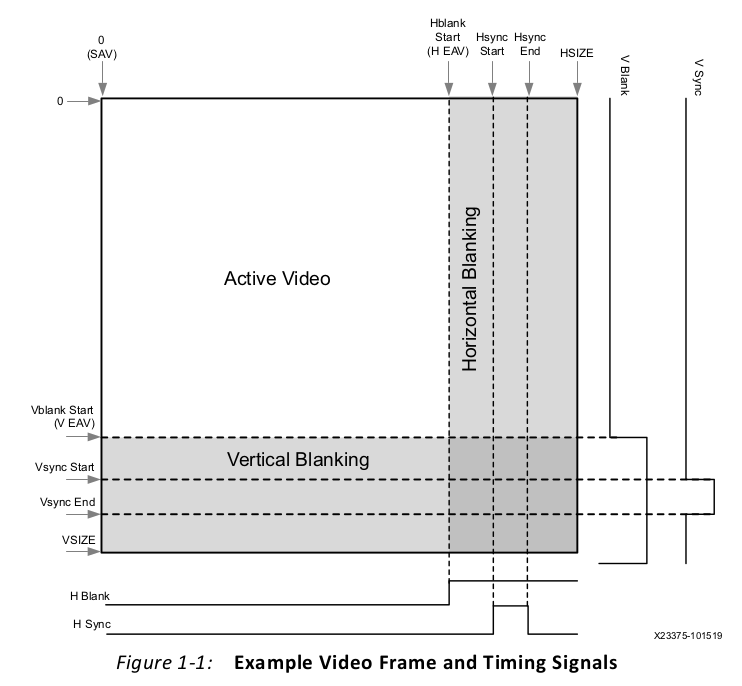 0
(SAV)
Hblank
Start
(H EAV)
Hsync
Start
Hsync
End
HSIZE
V Blank
V Sync
0
Active Video
Horizontal Blanking
Vblank Start
(V EAV)
Vertical Blanking
Vsync Start
Vsync End
VSIZE
H Blank
H Sync
X23375-101519
Figure 1-1: Example Video Frame and Timing Signals